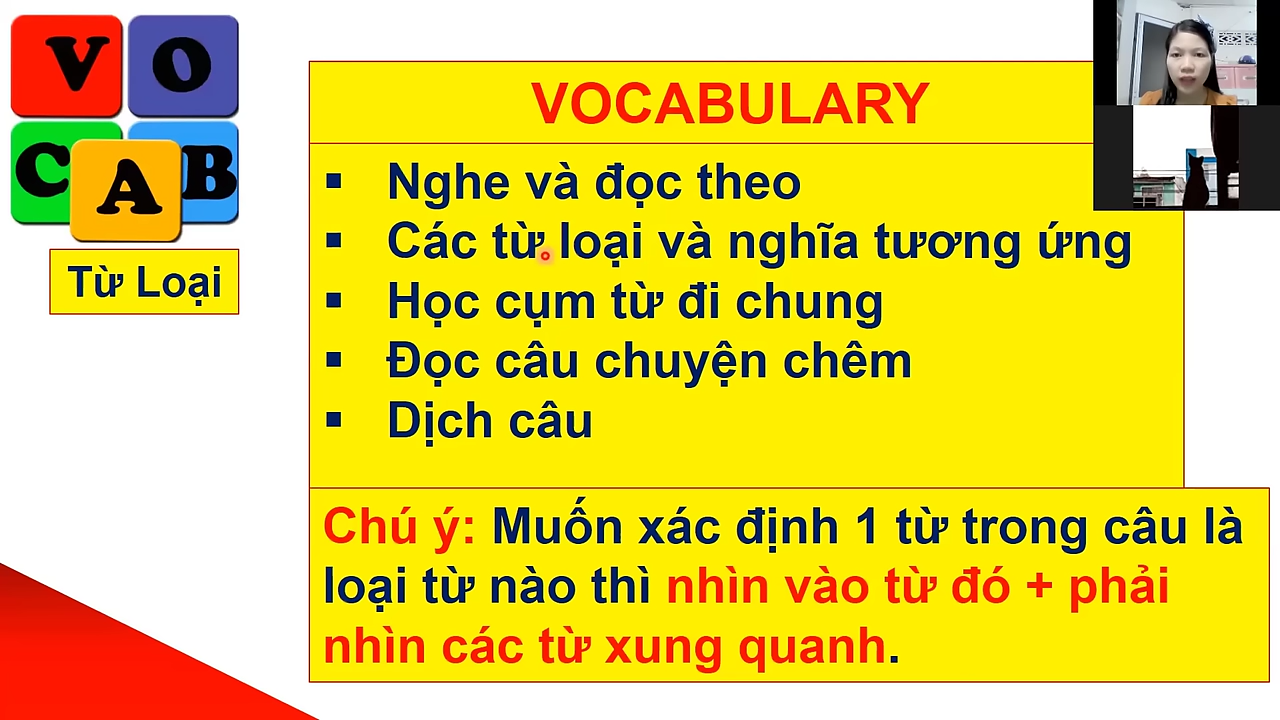 V O
C A B
Từ Loại
VOCABULARY
▪ Nghe và đọc theo
▪ Các từ loại và nghĩa tương ứng
▪ Học cụm từ đi chung
▪ Đọc câu chuyện chêm
▪ Dịch câu
Chú ý: Muốn xác định 1 từ trong câu là
loại từ nào thì nhìn vào từ đó + phải
nhìn các từ xung quanh.